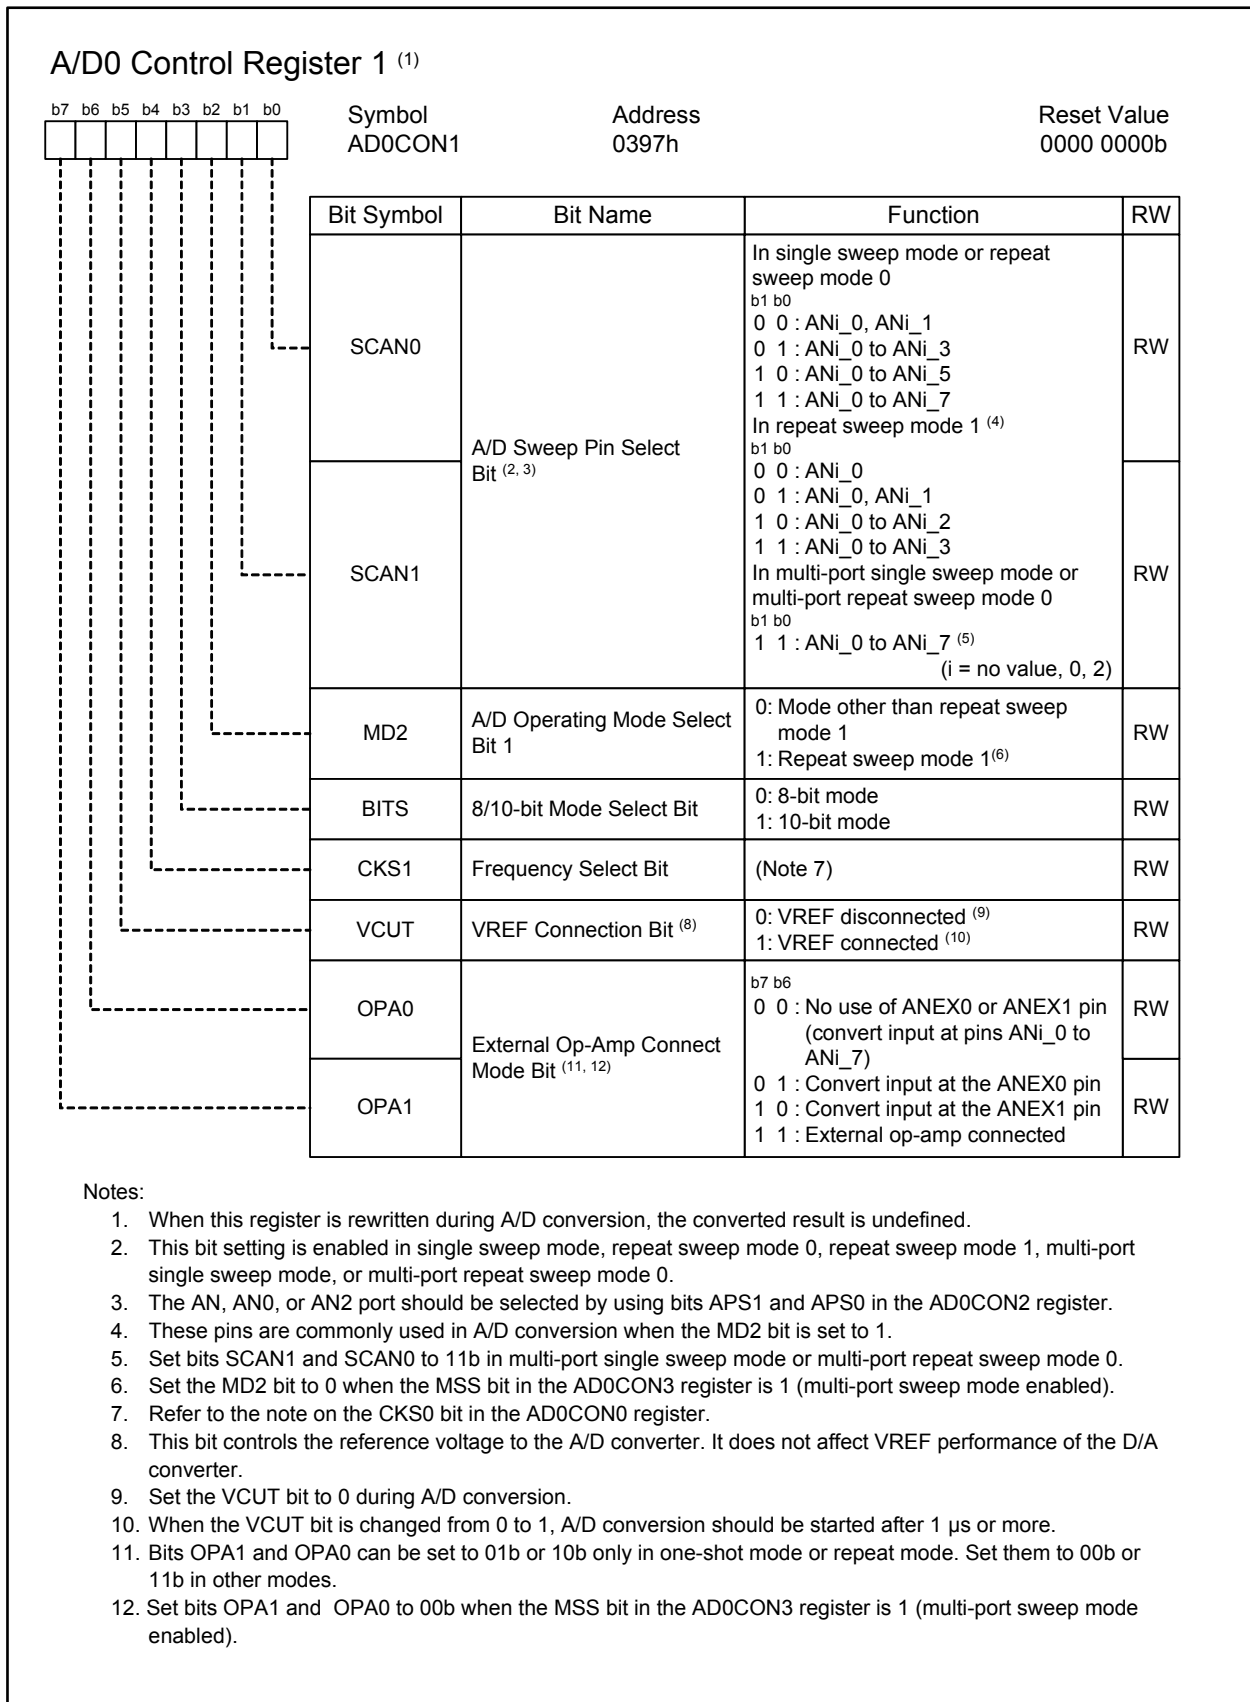 A/D0 Control Register 1 (1)
b7 b6 b5 b4 b3 b2 b1 b0
Symbol Address Reset Value
AD0CON1 0397h 0000 0000b
Bit Symbol Bit Name Function RW
SCAN0
SCAN1
A/D Sweep Pin Select
Bit (2, 3)
In single sweep mode or repeat
sweep mode 0
b1 b0
0 0 : ANi_0, ANi_1
0 1 : ANi_0 to ANi_3
1 0 : ANi_0 to ANi_5
1 1 : ANi_0 to ANi_7
In repeat sweep mode 1 (4)
b1 b0
0 0 : ANi_0
0 1 : ANi_0, ANi_1
1 0 : ANi_0 to ANi_2
1 1 : ANi_0 to ANi_3
In multi-port single sweep mode or
multi-port repeat sweep mode 0
b1 b0
1 1 : ANi_0 to ANi_7 (5)
(i = no value, 0, 2)
RW
RW
MD2
A/D Operating Mode Select
Bit 1
0: Mode other than repeat sweep
mode 1
1: Repeat sweep mode 1(6)
RW
BITS
8/10-bit Mode Select Bit
0: 8-bit mode
1: 10-bit mode
RW
CKS1 Frequency Select Bit (Note 7) RW
VCUT
VREF Connection Bit (8)
0: VREF disconnected (9)
1: VREF connected (10)
RW
OPA0
OPA1
External Op-Amp Connect
Mode Bit (11, 12)
b7 b6
0 0 : No use of ANEX0 or ANEX1 pin
(convert input at pins ANi_0 to
ANi_7)
0 1 : Convert input at the ANEX0 pin
1 0 : Convert input at the ANEX1 pin
1 1 : External op-amp connected
RW
RW
Notes:
1. When this register is rewritten during A/D conversion, the converted result is undefined.
2. This bit setting is enabled in single sweep mode, repeat sweep mode 0, repeat sweep mode 1, multi-port
single sweep mode, or multi-port repeat sweep mode 0.
3. The AN, AN0, or AN2 port should be selected by using bits APS1 and APS0 in the AD0CON2 register.
4. These pins are commonly used in A/D conversion when the MD2 bit is set to 1.
5. Set bits SCAN1 and SCAN0 to 11b in multi-port single sweep mode or multi-port repeat sweep mode 0.
6. Set the MD2 bit to 0 when the MSS bit in the AD0CON3 register is 1 (multi-port sweep mode enabled).
7. Refer to the note on the CKS0 bit in the AD0CON0 register.
8. This bit controls the reference voltage to the A/D converter. It does not affect VREF performance of the D/A
converter.
9. Set the VCUT bit to 0 during A/D conversion.
10. When the VCUT bit is changed from 0 to 1, A/D conversion should be started after 1 µs or more.
11. Bits OPA1 and OPA0 can be set to 01b or 10b only in one-shot mode or repeat mode. Set them to 00b or
11b in other modes.
12. Set bits OPA1 and OPA0 to 00b when the MSS bit in the AD0CON3 register is 1 (multi-port sweep mode
enabled).